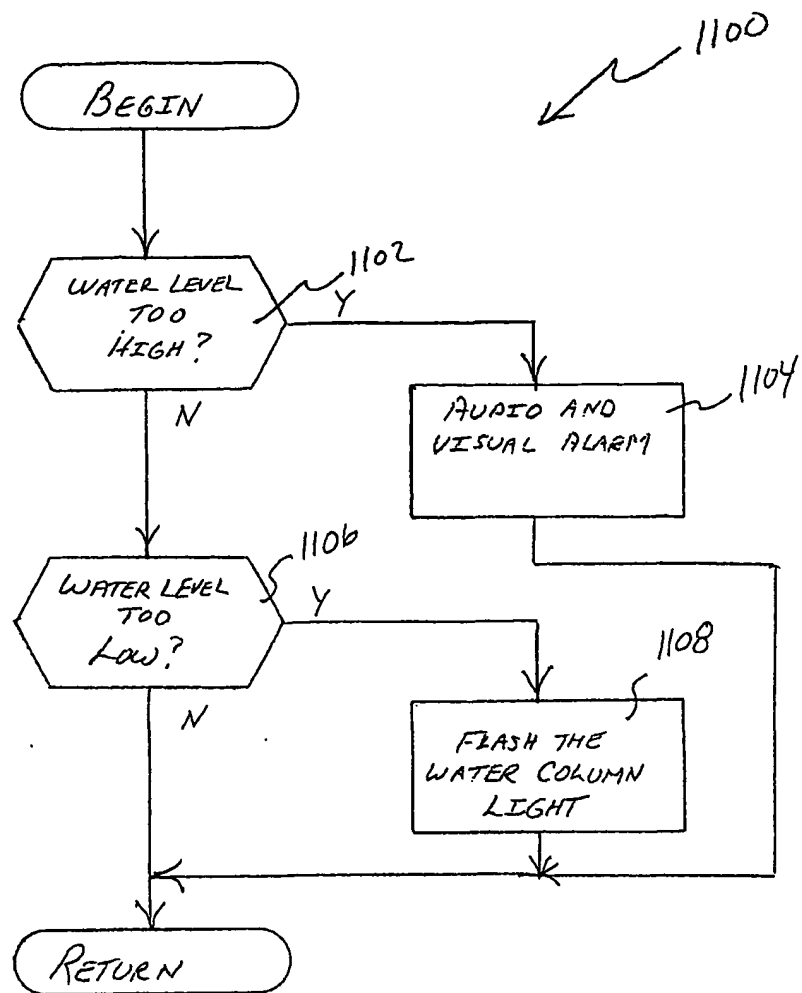 1100
BEGIN
WATER LEVEL
TOO
HIGH?
1102
Y
N
AUDIO AND
VISUAL ALARM
1104
WATER LEVEL
TOO
LOW?
1106
Y
N
FLASH THE
WATER COLUMN
LIGHT
1108
RETURN